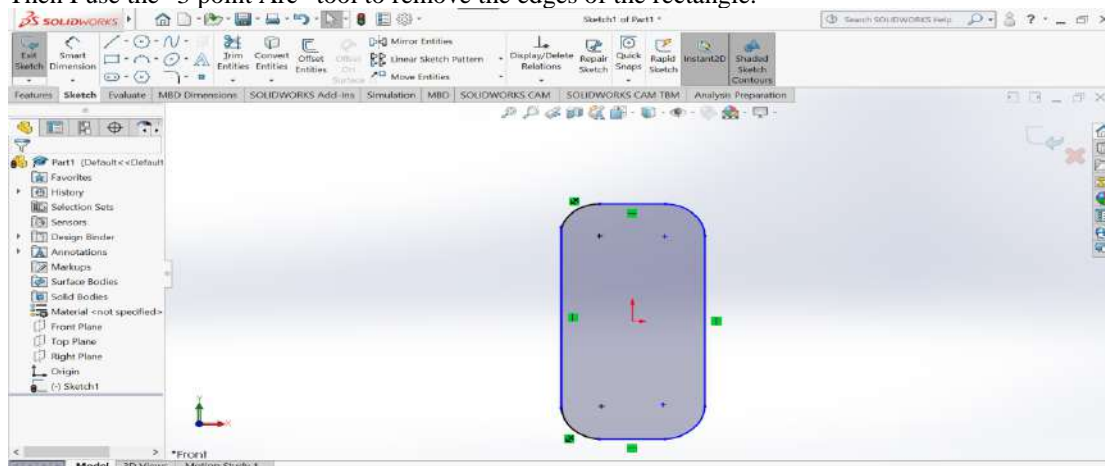 Then I use the "3 point Arc" tool to remove the edges of the rectangle.
SOLIDWORKS
Sketch1 of Part1 *
Search SOLIDWORKS Help
Exit Sketch
Smart Dimension
Trim Entities
Convert Entities
Offset Entities
Offset On Surface
Mirror Entities
Linear Sketch Pattern
Move Entities
Display/Delete Relations
Repair Sketch
Quick Snaps
Rapid Sketch
Instant2D
Shaded Sketch Contours
Features Sketch Evaluate MBD Dimensions SOLIDWORKS Add-Ins Simulation MBD SOLIDWORKS CAM SOLIDWORKS CAM TBM Analysis Preparation
Part1 (Default<<Default
Favorites
History
Selection Sets
Sensors
Design Binder
Annotations
Markups
Surface Bodies
Solid Bodies
Material <not specified>
Front Plane
Top Plane
Right Plane
Origin
(-) Sketch1
Y
X
*Front
Model 3D Views Motion Study 1